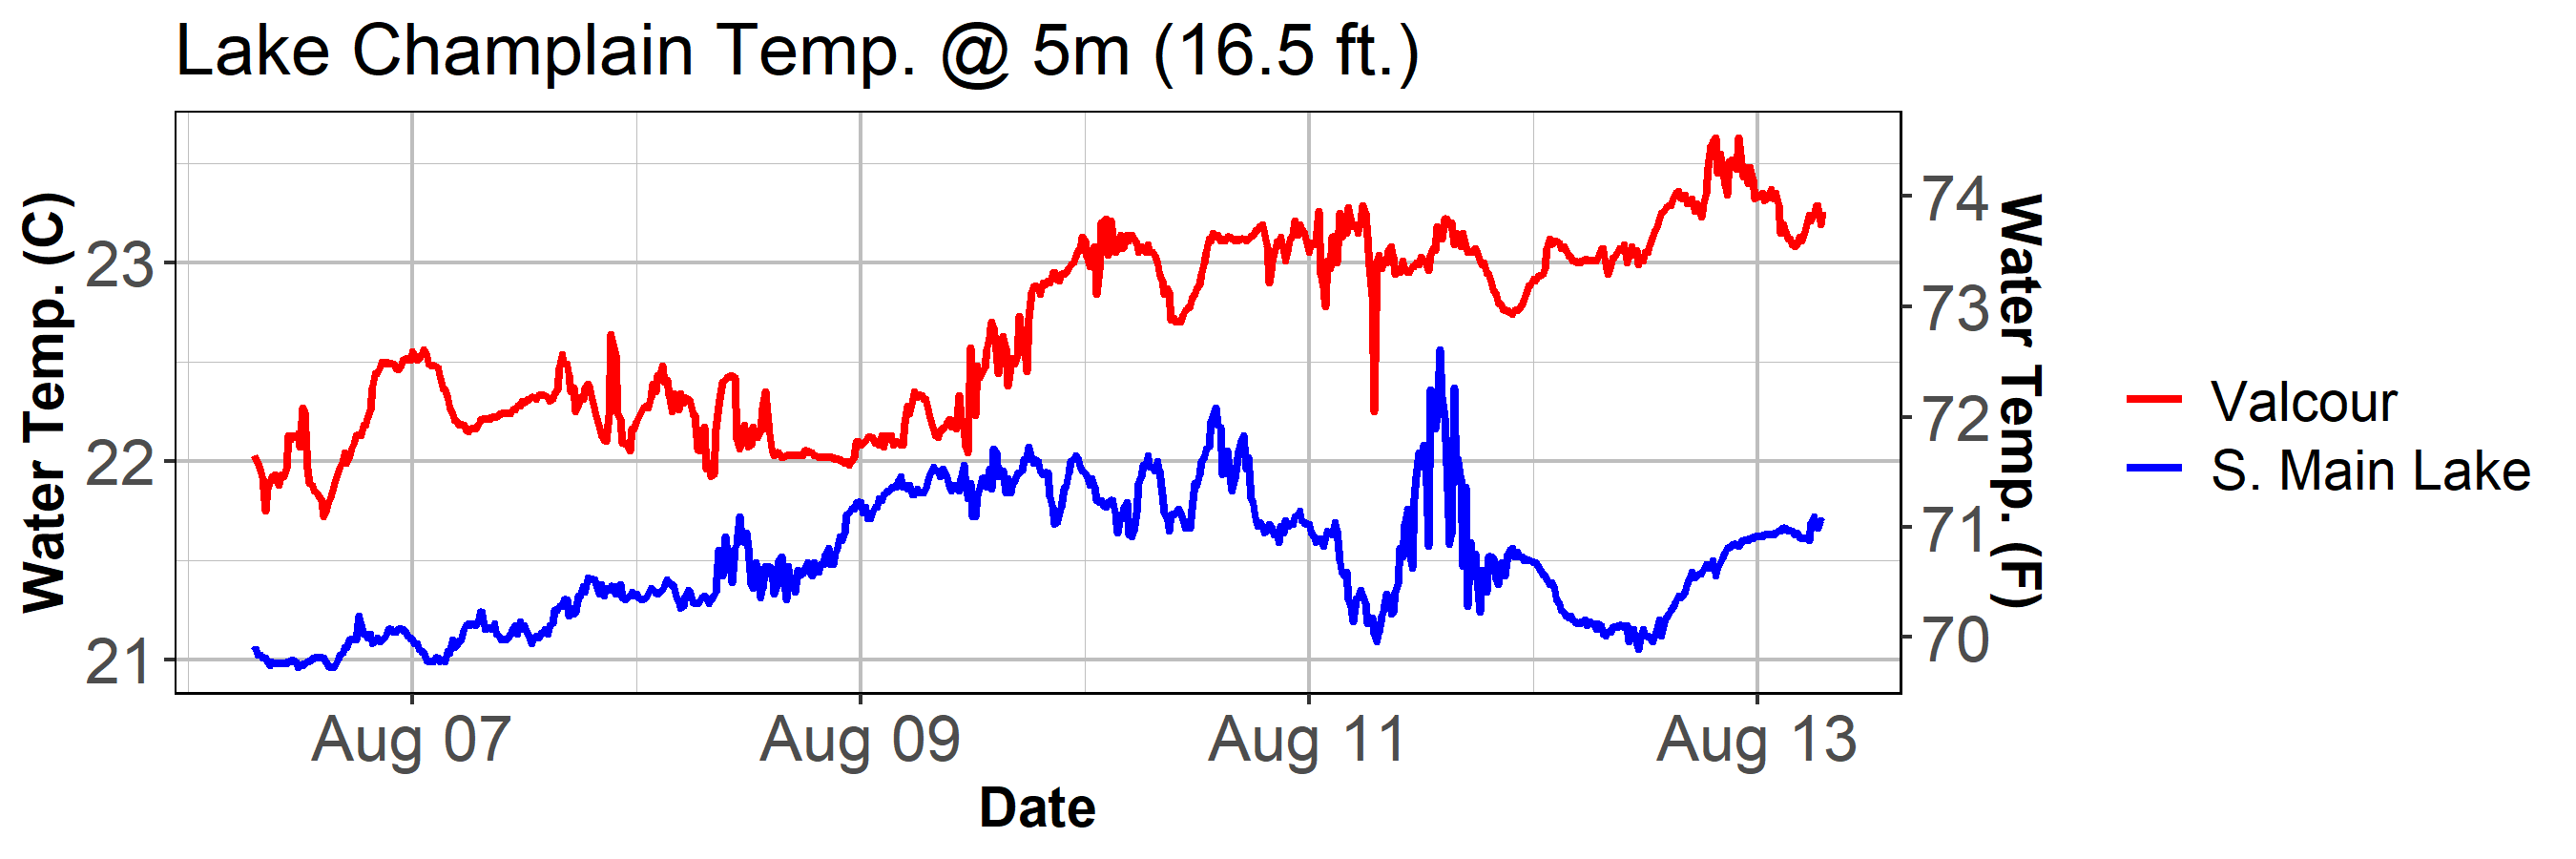 Lake Champlain Temp. @ 5m (16.5 ft.)
Water Temp. (C)
23
22
21
74
73
72
71
70
Water Temp. (F)
Aug 07
Aug 09
Aug 11
Aug 13
Date
Valcour
S. Main Lake